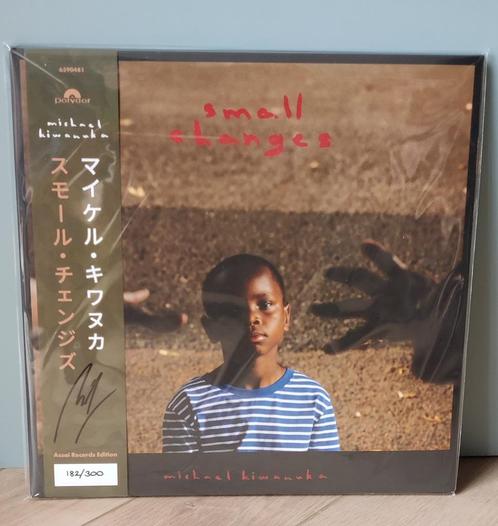 6590481
polydor
michael
kiwanuka
マイケル・キワヌカ
スモール・チェンジズ
Assai Records Edition
182/300
small
changes
michael kiwanuka